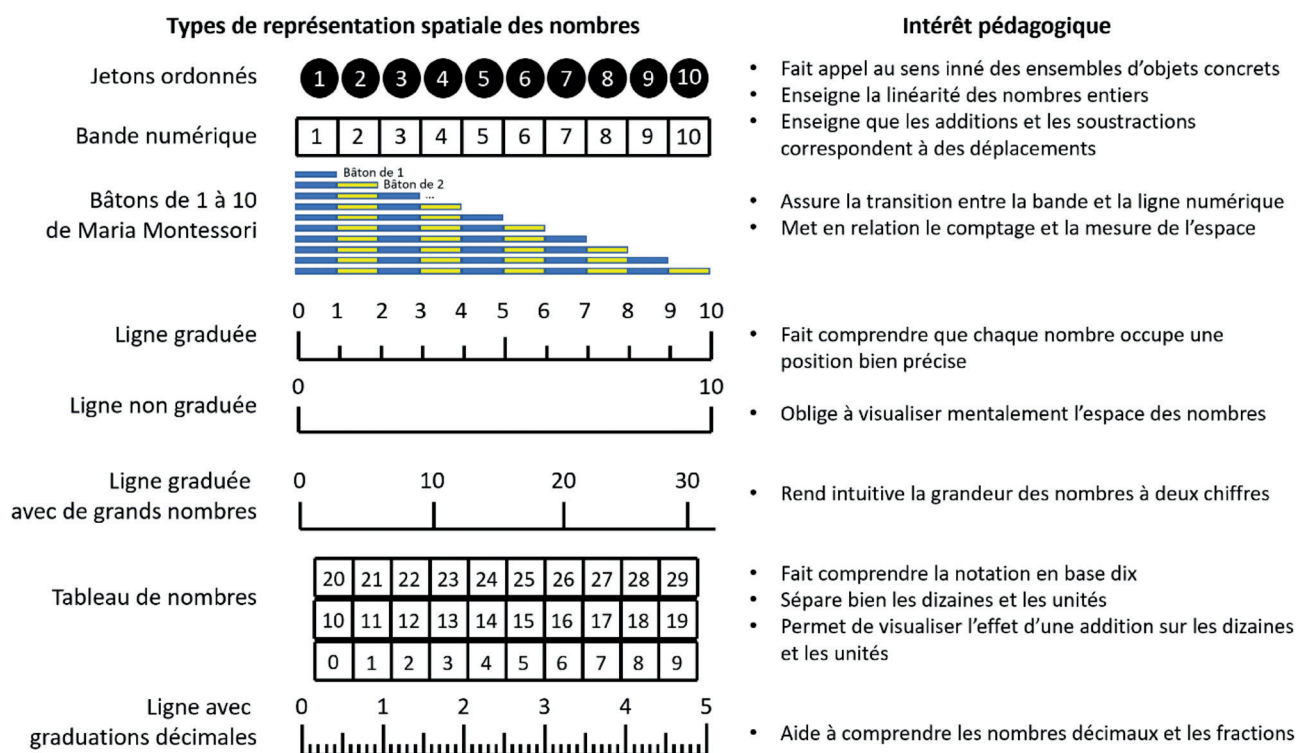 Types de représentation spatiale des nombres
Intérêt pédagogique
Jetons ordonnés
1 2 3 4 5 6 7 8 9 10
• Fait appel au sens inné des ensembles d'objets concrets
• Enseigne la linéarité des nombres entiers
Bande numérique
1 2 3 4 5 6 7 8 9 10
• Enseigne que les additions et les soustractions
correspondent à des déplacements
Bâtons de 1 à 10
de Maria Montessori
Bâton de 1
Bâton de 2
...
• Assure la transition entre la bande et la ligne numérique
• Met en relation le comptage et la mesure de l'espace
Ligne graduée
0 1 2 3 4 5 6 7 8 9 10
• Fait comprendre que chaque nombre occupe une
position bien précise
Ligne non graduée
0 10
• Oblige à visualiser mentalement l'espace des nombres
Ligne graduée
avec de grands nombres
0 10 20 30
• Rend intuitive la grandeur des nombres à deux chiffres
Tableau de nombres
20 21 22 23 24 25 26 27 28 29
10 11 12 13 14 15 16 17 18 19
0 1 2 3 4 5 6 7 8 9
• Fait comprendre la notation en base dix
• Sépare bien les dizaines et les unités
• Permet de visualiser l'effet d'une addition sur les dizaines
et les unités
Ligne avec
graduations décimales
0 1 2 3 4 5
• Aide à comprendre les nombres décimaux et les fractions